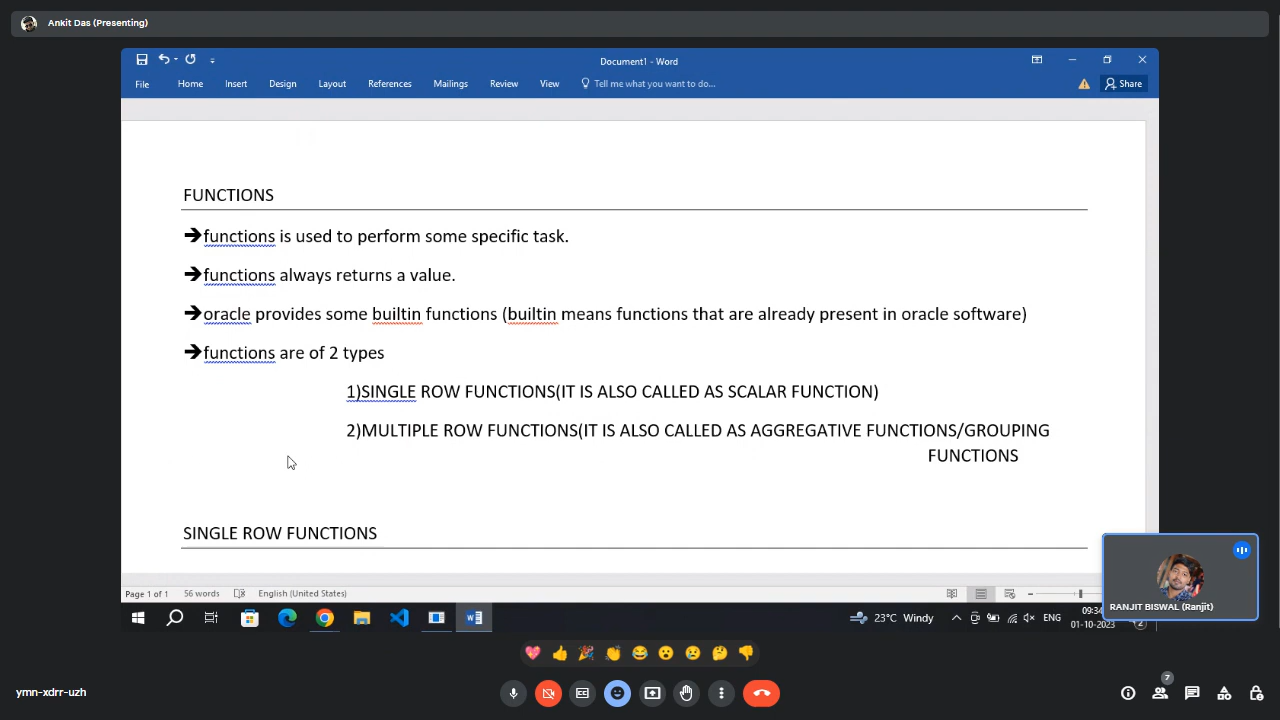 Ankit Das (Presenting)
Document1 - Word
File Home Insert Design Layout References Mailings Review View Tell me what you want to do... Share
FUNCTIONS
➔functions is used to perform some specific task.
➔functions always returns a value.
➔oracle provides some builtin functions (builtin means functions that are already present in oracle software)
➔functions are of 2 types
1)SINGLE ROW FUNCTIONS(IT IS ALSO CALLED AS SCALAR FUNCTION)
2)MULTIPLE ROW FUNCTIONS(IT IS ALSO CALLED AS AGGREGATIVE FUNCTIONS/GROUPING
FUNCTIONS
SINGLE ROW FUNCTIONS
Page 1 of 1 56 words English (United States)
RANJIT BISWAL (Ranjit)
23°C Windy ENG 09:34
01-10-2023 2
ymn-xdrr-uzh 7